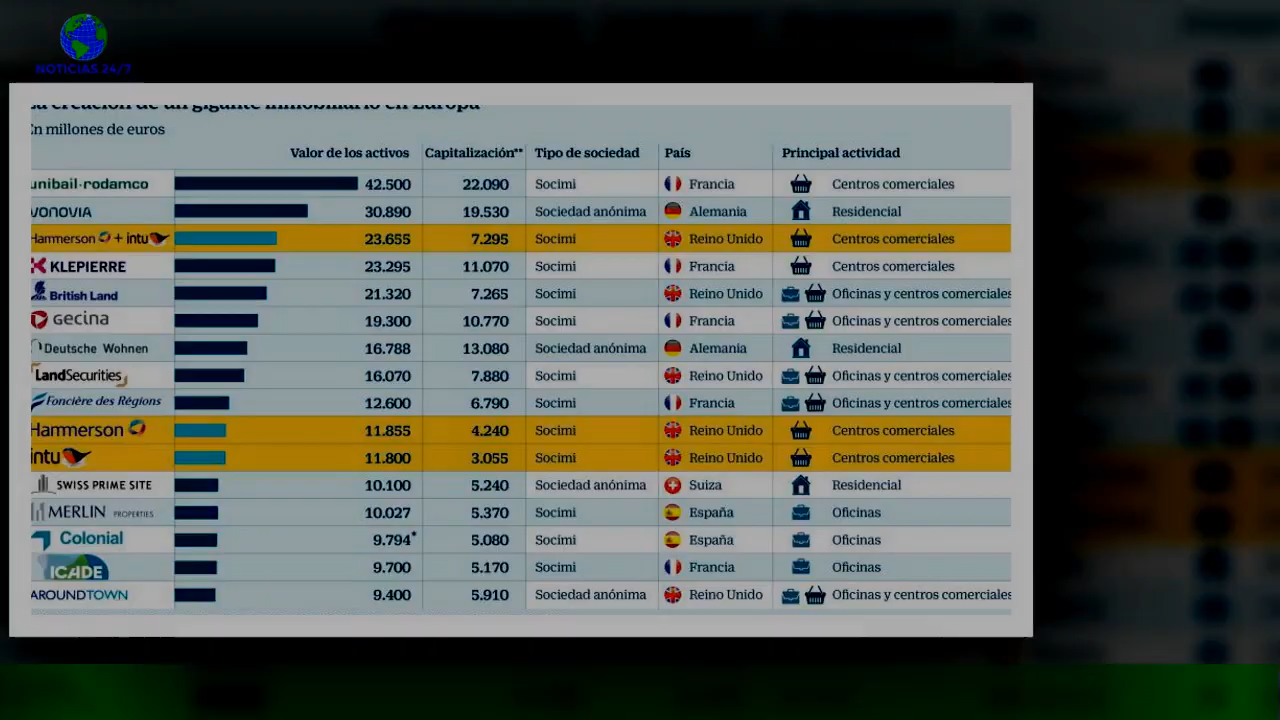 NOTICIAS 24/7
La creación de un gigante inmobiliario en Europa
En millones de euros
Valor de los activos Capitalización** Tipo de sociedad País Principal actividad
unibail·rodamco 42.500 22.090 Socimi Francia Centros comerciales
VONOVIA 30.890 19.530 Sociedad anónima Alemania Residencial
Hammerson + intu 23.655 7.295 Socimi Reino Unido Centros comerciales
KLEPIERRE 23.295 11.070 Socimi Francia Centros comerciales
British Land 21.320 7.265 Socimi Reino Unido Oficinas y centros comerciales
gecina 19.300 10.770 Socimi Francia Oficinas y centros comerciales
Deutsche Wohnen 16.788 13.080 Sociedad anónima Alemania Residencial
LandSecurities 16.070 7.880 Socimi Reino Unido Oficinas y centros comerciales
Foncière des Régions 12.600 6.790 Socimi Francia Oficinas y centros comerciales
Hammerson 11.855 4.240 Socimi Reino Unido Centros comerciales
intu 11.800 3.055 Socimi Reino Unido Centros comerciales
SWISS PRIME SITE 10.100 5.240 Sociedad anónima Suiza Residencial
MERLIN PROPERTIES 10.027 5.370 Socimi España Oficinas
Colonial 9.794* 5.080 Socimi España Oficinas
ICADE 9.700 5.170 Socimi Francia Oficinas
AROUNDTOWN 9.400 5.910 Sociedad anónima Reino Unido Oficinas y centros comerciales